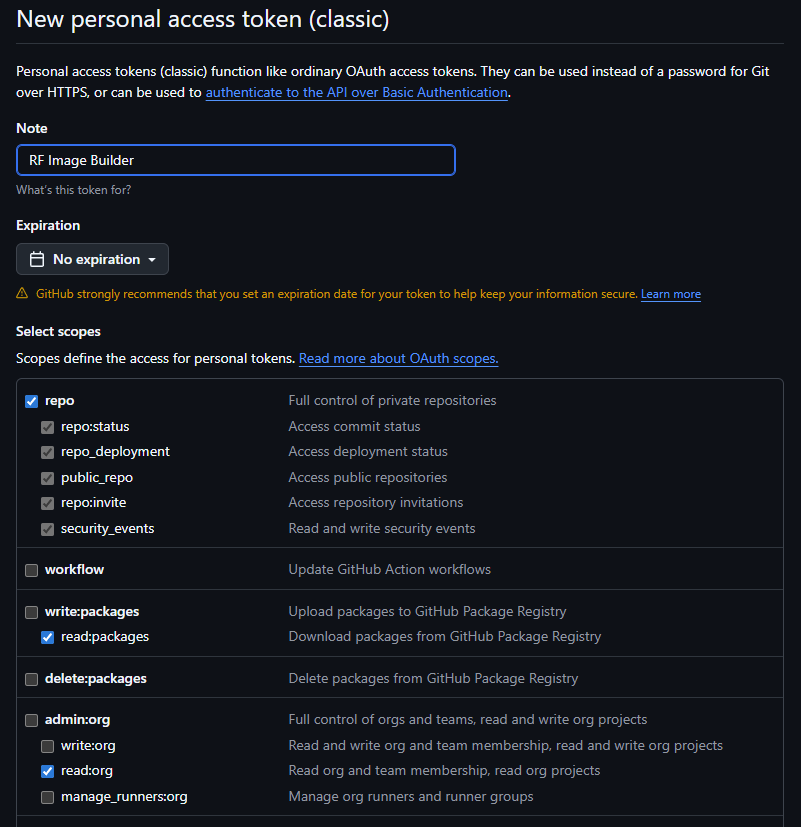 New personal access token (classic)
Personal access tokens (classic) function like ordinary OAuth access tokens. They can be used instead of a password for Git
over HTTPS, or can be used to authenticate to the API over Basic Authentication.
Note
RF Image Builder
What's this token for?
Expiration
No expiration
GitHub strongly recommends that you set an expiration date for your token to help keep your information secure. Learn more
Select scopes
Scopes define the access for personal tokens. Read more about OAuth scopes.
repo Full control of private repositories
repo:status Access commit status
repo_deployment Access deployment status
public_repo Access public repositories
repo:invite Access repository invitations
security_events Read and write security events
workflow Update GitHub Action workflows
write:packages Upload packages to GitHub Package Registry
read:packages Download packages from GitHub Package Registry
delete:packages Delete packages from GitHub Package Registry
admin:org Full control of orgs and teams, read and write org projects
write:org Read and write org and team membership, read and write org projects
read:org Read org and team membership, read org projects
manage_runners:org Manage org runners and runner groups